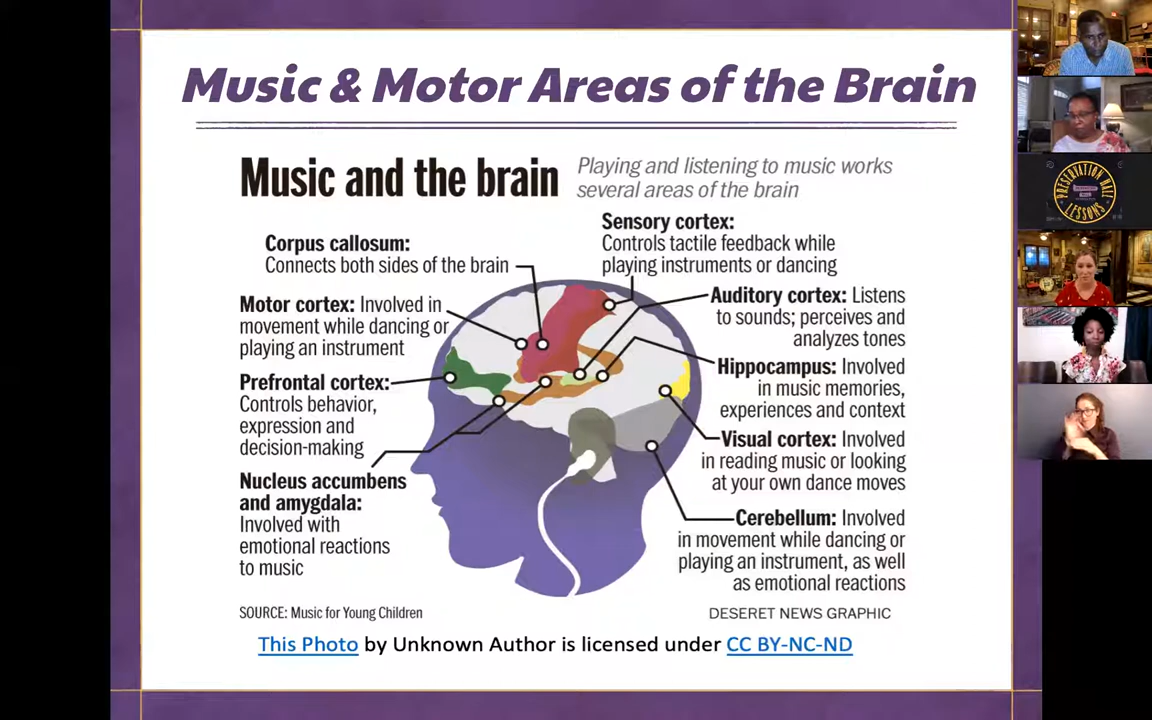 Music & Motor Areas of the Brain
Music and the brain
Playing and listening to music works
several areas of the brain
Corpus callosum:
Connects both sides of the brain
Motor cortex: Involved in
movement while dancing or
playing an instrument
Prefrontal cortex:
Controls behavior,
expression and
decision-making
Nucleus accumbens
and amygdala:
Involved with
emotional reactions
to music
Sensory cortex:
Controls tactile feedback while
playing instruments or dancing
Auditory cortex: Listens
to sounds; perceives and
analyzes tones
Hippocampus: Involved
in music memories,
experiences and context
Visual cortex: Involved
in reading music or looking
at your own dance moves
Cerebellum: Involved
in movement while dancing or
playing an instrument, as well
as emotional reactions
SOURCE: Music for Young Children
DESERET NEWS GRAPHIC
This Photo by Unknown Author is licensed under CC BY-NC-ND
PRESERVATION HALL
LESSONS